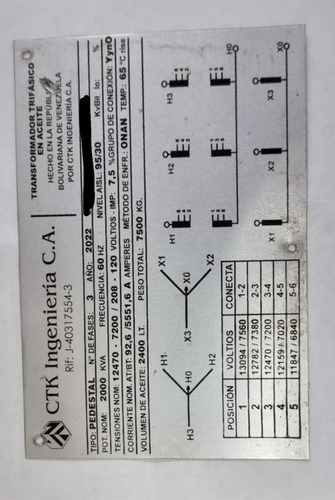 CTK Ingeniería C.A.
Rif: J-40317554-3
TRANSFORMADOR TRIFÁSICO
EN ACEITE
HECHO EN LA REPÚBLICA
BOLIVARIANA DE VENEZUELA
POR CTK INGENIERIA C.A.
TIPO: PEDESTAL N° DE FASES: 3 AÑO: 2022
POT. NOM: 2000 KVA FRECUENCIA: 60 HZ NIVEL AISL: 95/30 KvBil Io: %
TENSIONES NOM: 12470 - 7200 / 208 - 120 VOLTIOS - IMP: 7,5 % GRUPO DE CONEXIÓN: YynO
CORRIENTE NOM. AT/BT: 92,6 /5551,6 A AMPERES MÉTODO DE ENFR.: ONAN TEMP.: 65 °C rise
VOLUMEN DE ACEITE: 2400 LT. PESO TOTAL: 7500 KG.
H1 H2 H3 H0
X1 X2 X3 X0
H1 H2 H3 H0
X1 X2 X3 X0
POSICIÓN VOLTIOS CONECTA
1 13094 / 7560 1-2
2 12782 / 7380 2-3
3 12470 / 7200 3-4
4 12159 / 7020 4-5
5 11847 / 6840 5-6